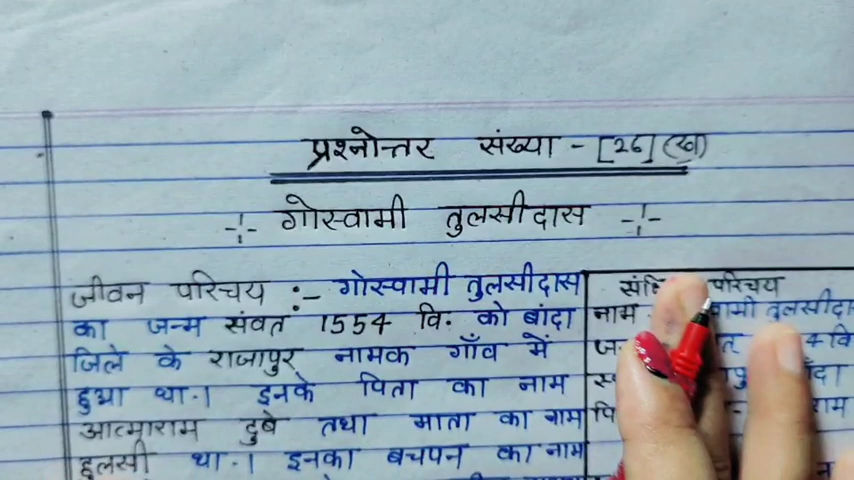 प्रश्नोत्तर संख्या - [26] (ख)
गोस्वामी तुलसीदास
जीवन परिचय :- गोस्वामी तुलसीदास
का जन्म संवत 1554 वि. को बांदा
जिले के राजापुर नामक गाँव में
हुआ था.। इनके पिता का नाम
आत्माराम दुबे तथा माता का नाम
हुलसी था.। इनका बचपन का नाम
परिचय
नाम